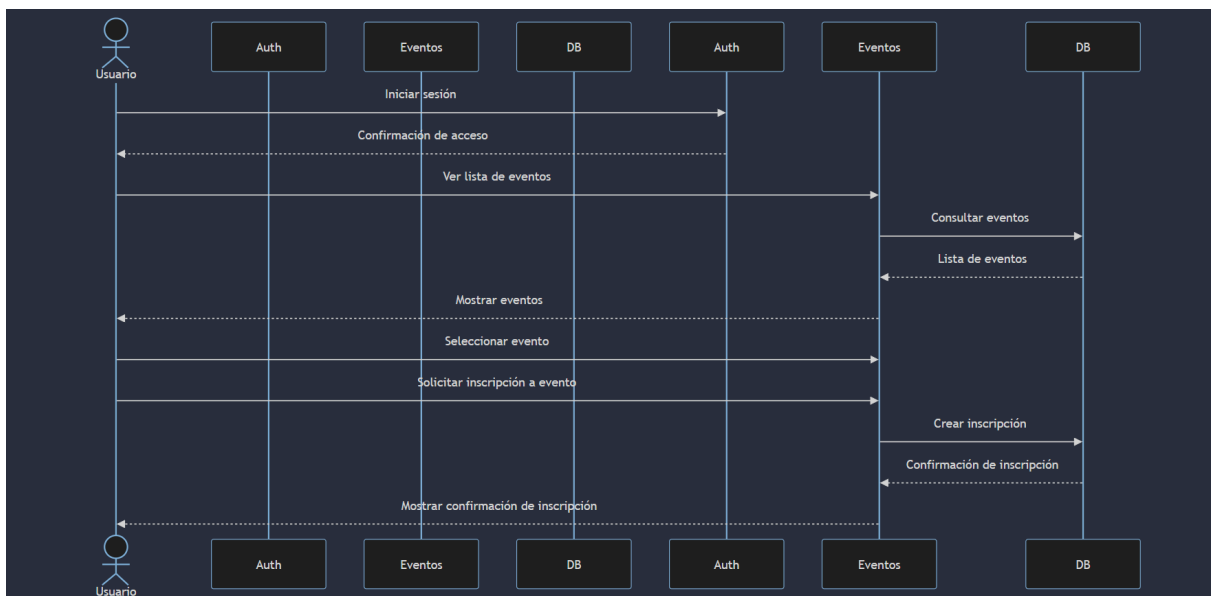 Auth
Eventos
DB
Auth
Eventos
DB
Usuario
Iniciar sesión
Confirmación de acceso
Ver lista de eventos
Consultar eventos
Lista de eventos
Mostrar eventos
Seleccionar evento
Solicitar inscripción a evento
Crear inscripción
Confirmación de inscripción
Mostrar confirmación de inscripción
Auth
Eventos
DB
Auth
Eventos
DB
Usuario